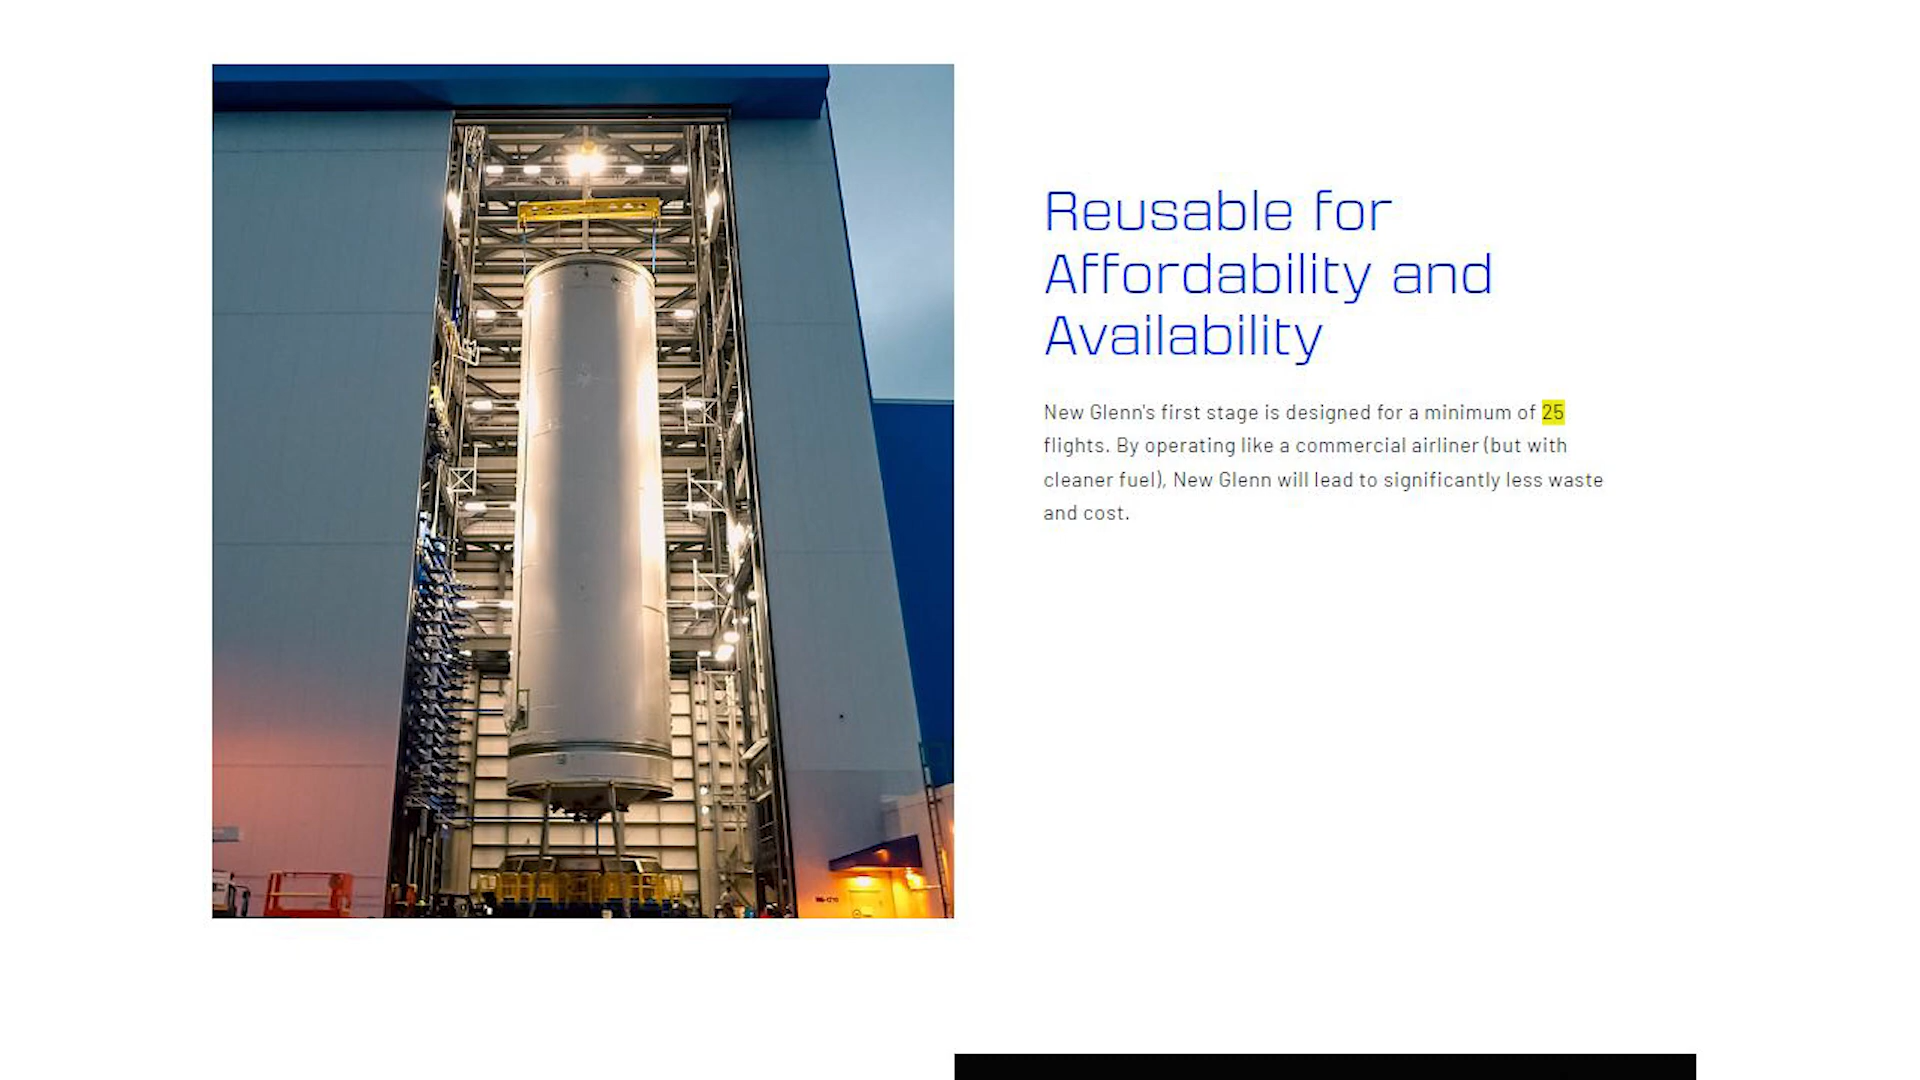 Reusable for
Affordability and
Availability
New Glenn's first stage is designed for a minimum of 25
flights. By operating like a commercial airliner (but with
cleaner fuel), New Glenn will lead to significantly less waste
and cost.